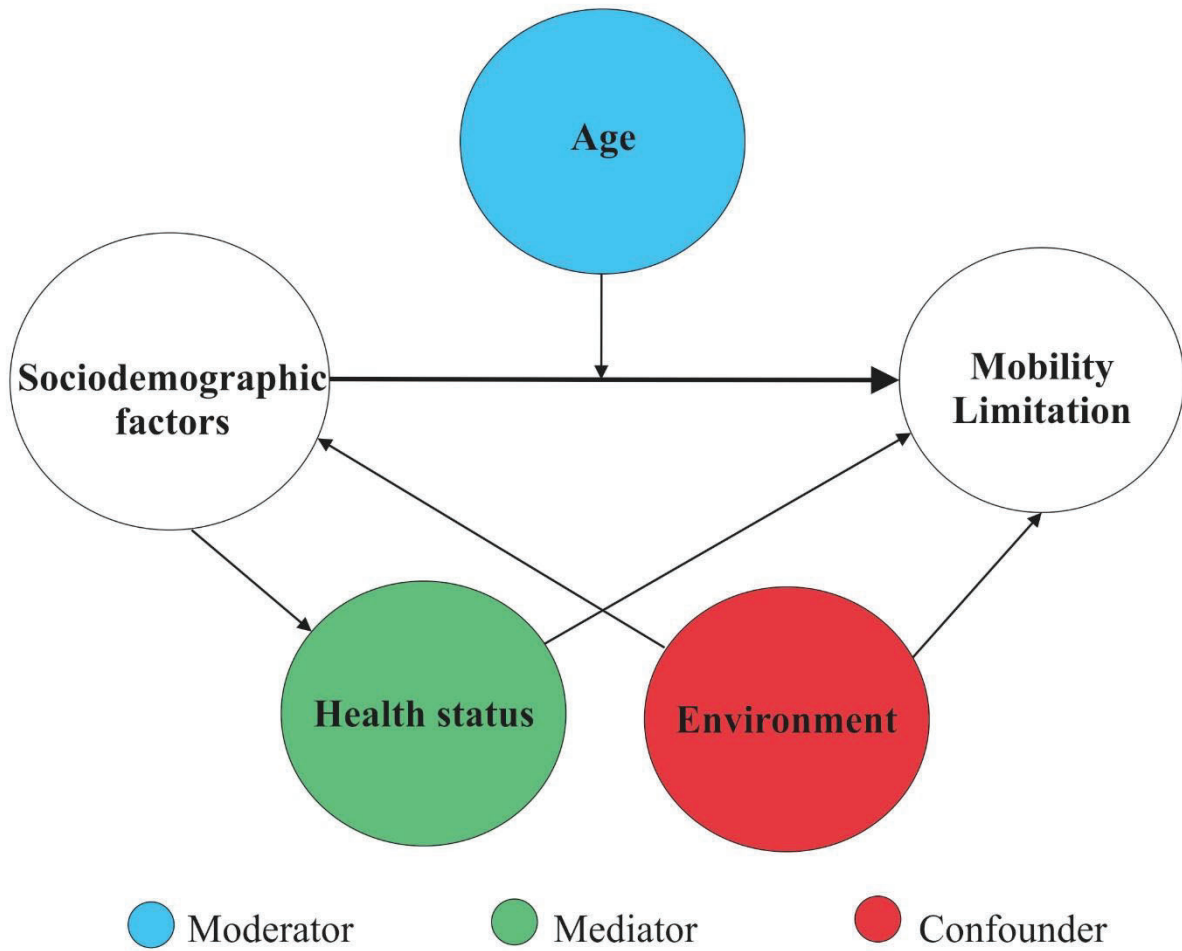 Age
Sociodemographic
factors
Mobility
Limitation
Health status
Environment
Moderator
Mediator
Confounder